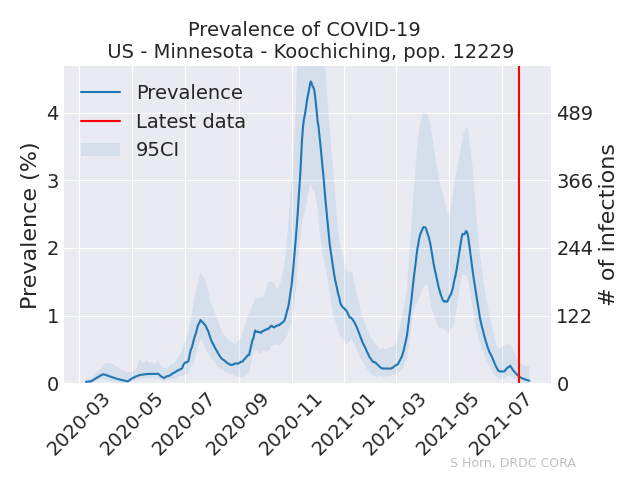 Prevalence of COVID-19
US - Minnesota - Koochiching, pop. 12229
Prevalence
Latest data
95CI
Prevalence (%)
4
3
2
1
0
489
366
244
122
0
# of infections
2020-03
2020-05
2020-07
2020-09
2020-11
2021-01
2021-03
2021-05
2021-07
S Horn, DRDC CORA